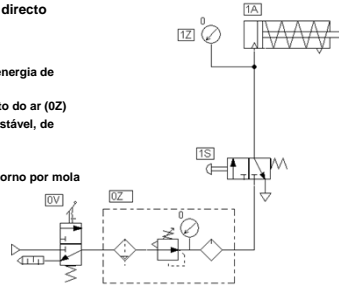 directo
0
1A
1Z
energia de
to do ar (0Z)
stável, de
1S
orno por mola
0V
0Z
0